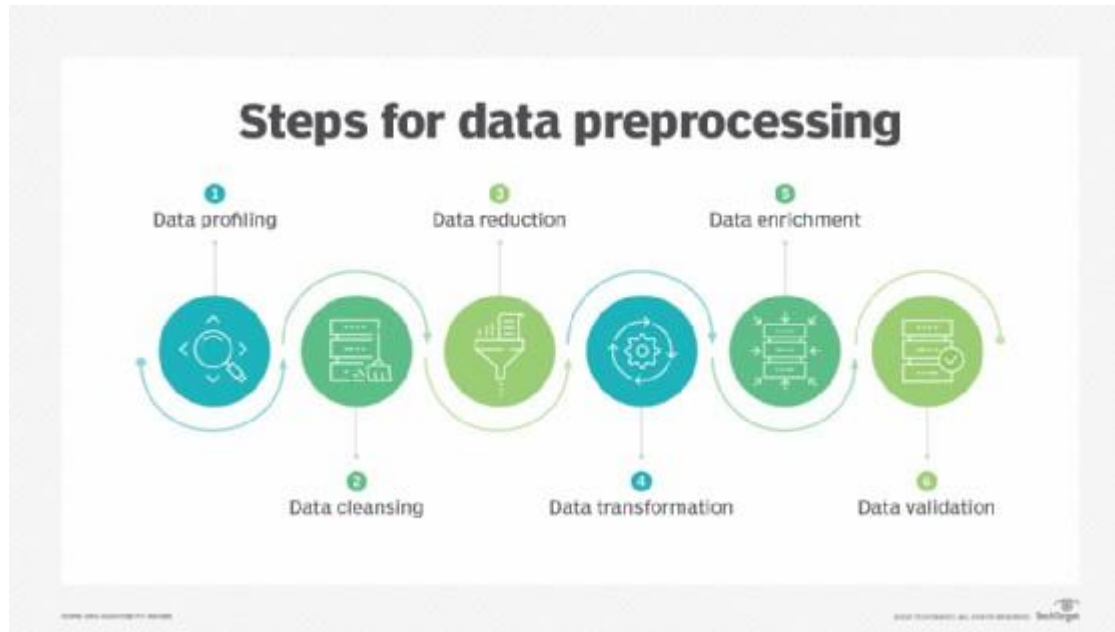 Steps for data preprocessing
1
Data profiling
3
Data reduction
5
Data enrichment
2
Data cleansing
4
Data transformation
6
Data validation
TechTarget